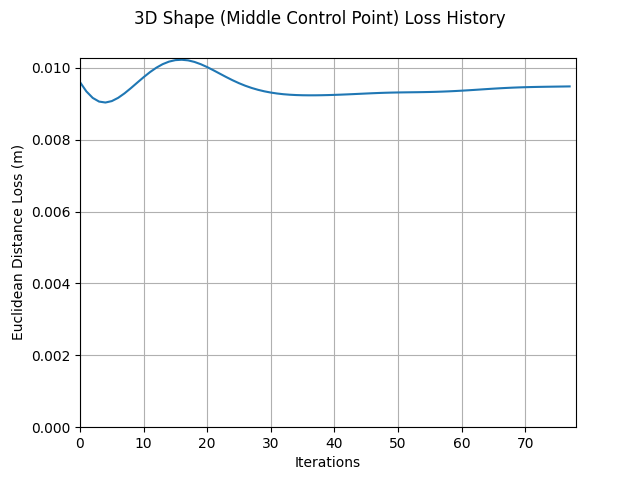 3D Shape (Middle Control Point) Loss History
Euclidean Distance Loss (m)
0.010
0.008
0.006
0.004
0.002
0.000
0 10 20 30 40 50 60 70
Iterations